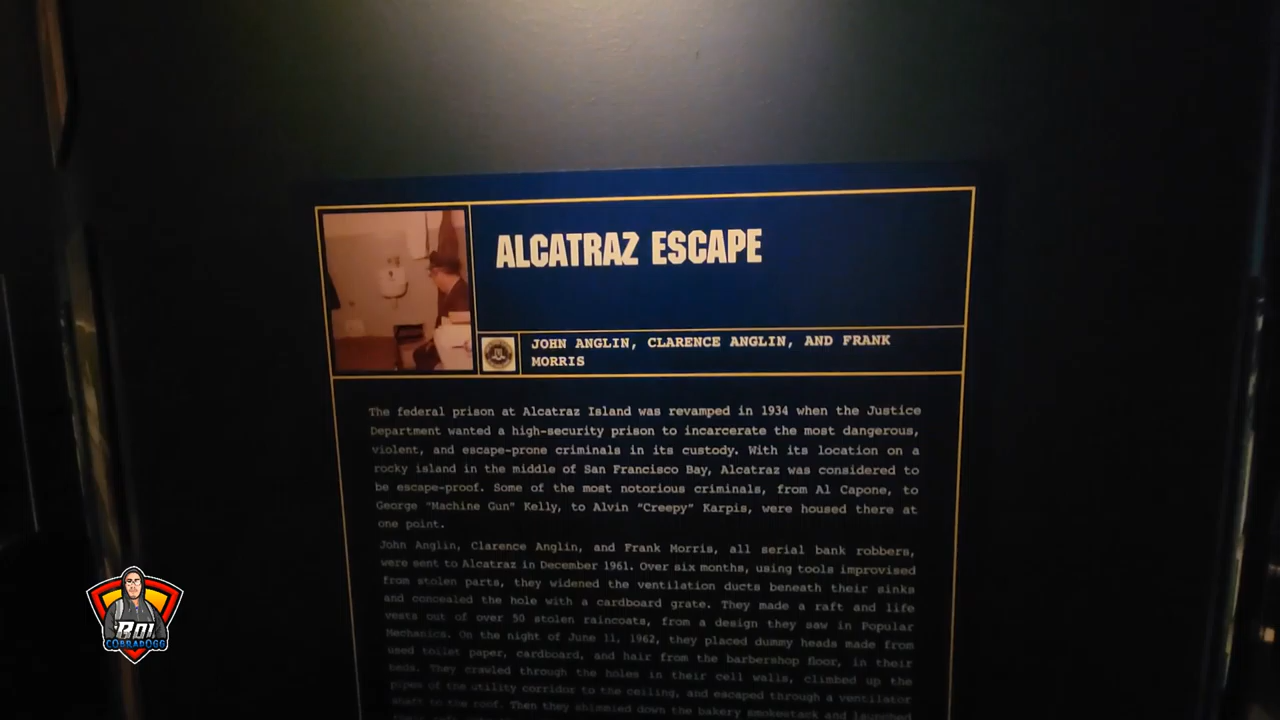 ALCATRAZ ESCAPE
JOHN ANGLIN, CLARENCE ANGLIN, AND FRANK
MORRIS
The federal prison at Alcatraz Island was revamped in 1934 when the Justice
Department wanted a high-security prison to incarcerate the most dangerous,
violent, and escape-prone criminals in its custody. With its location on a
rocky island in the middle of San Francisco Bay, Alcatraz was considered to
be escape-proof. Some of the most notorious criminals, from Al Capone, to
George "Machine Gun" Kelly, to Alvin "Creepy" Karpis, were housed there at
one point.
John Anglin, Clarence Anglin, and Frank Morris, all serial bank robbers,
were sent to Alcatraz in December 1961. Over six months, using tools improvised
from stolen parts, they widened the ventilation ducts beneath their sinks
and concealed the hole with a cardboard grate. They made a raft and life
vests out of over 50 stolen raincoats, from a design they saw in Popular
Mechanics. On the night of June 11, 1962, they placed dummy heads made from
used toilet paper, cardboard, and hair from the barbershop floor, in their
beds. They crawled through the holes in their cell walls, climbed up the
pipes of the utility corridor to the ceiling, and escaped through a ventilator
shaft to the roof. Then they shimmied down the bakery smokestack and launched
BOI
COBRAPOGG